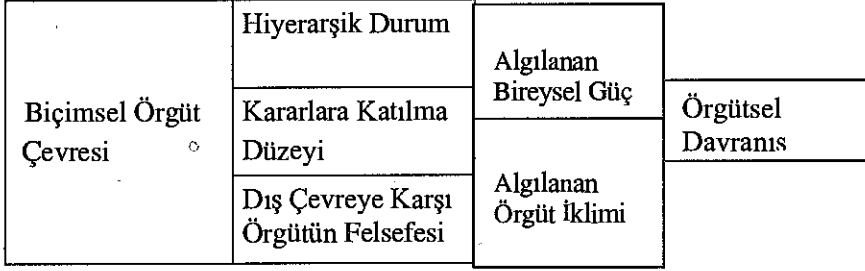 Biçimsel Örgüt
Çevresi
Hiyerarşik Durum
Kararlara Katılma
Düzeyi
Dış Çevreye Karşı
Örgütün Felsefesi
Algılanan
Bireysel Güç
Algılanan
Örgüt İklimi
Örgütsel
Davranıs